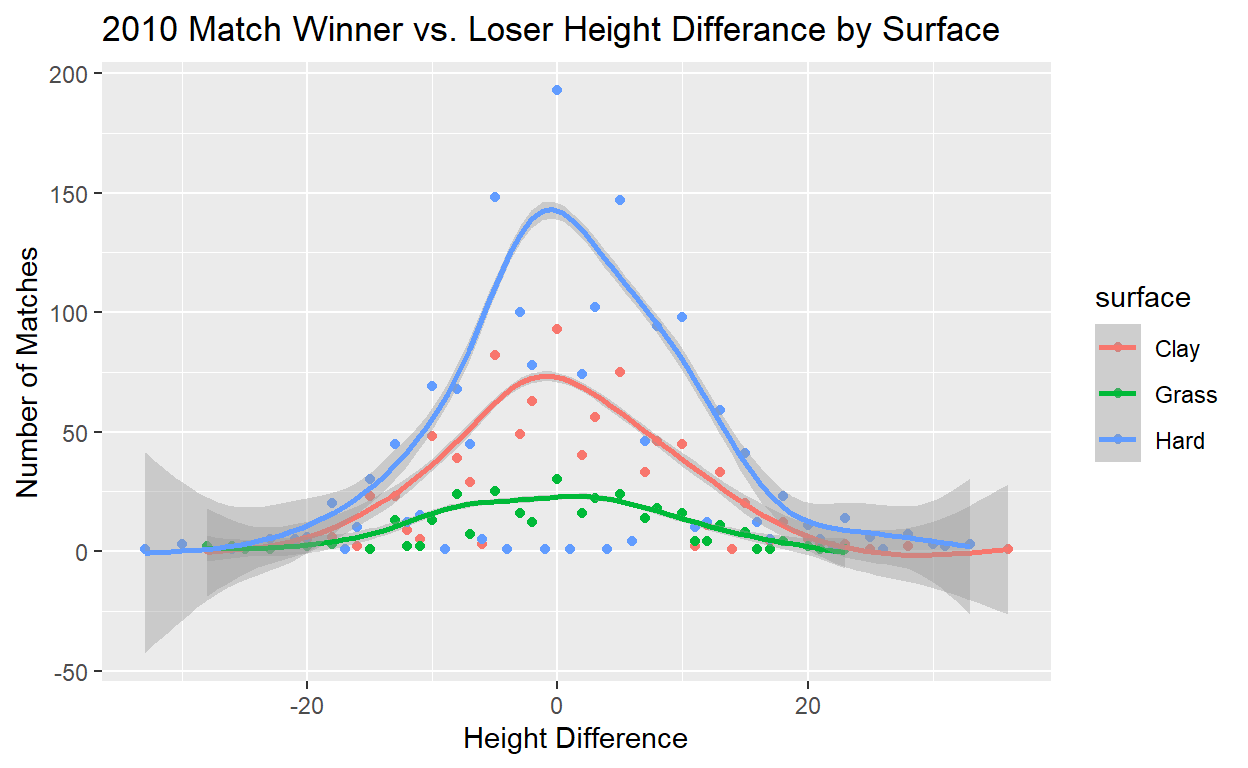 2010 Match Winner vs. Loser Height Differance by Surface
200
150
100
50
0
-50
Number of Matches
-20
0
20
Height Difference
surface
Clay
Grass
Hard